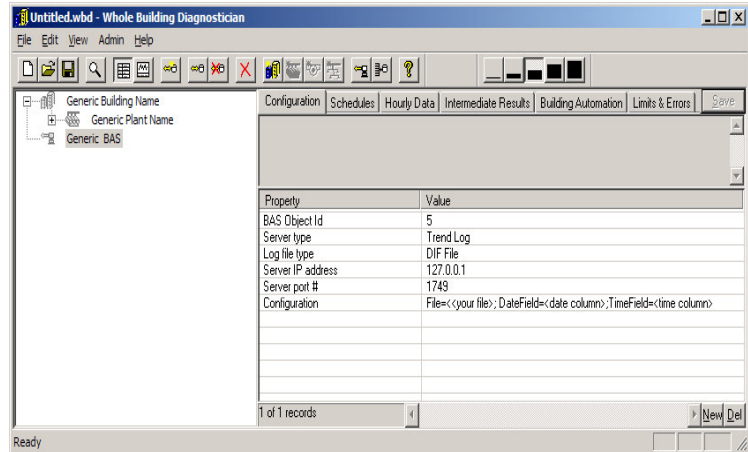 Untitled.wbd - Whole Building Diagnostician
File Edit View Admin Help
Generic Building Name
Generic Plant Name
Generic BAS
Configuration Schedules Hourly Data Intermediate Results Building Automation Limits & Errors Save
Property Value
BAS Object Id 5
Server type Trend Log
Log file type DIF File
Server IP address 127.0.0.1
Server port # 1749
Configuration File=<<your file>; DateField=<date column>;TimeField=<time column>
1 of 1 records New Del
Ready